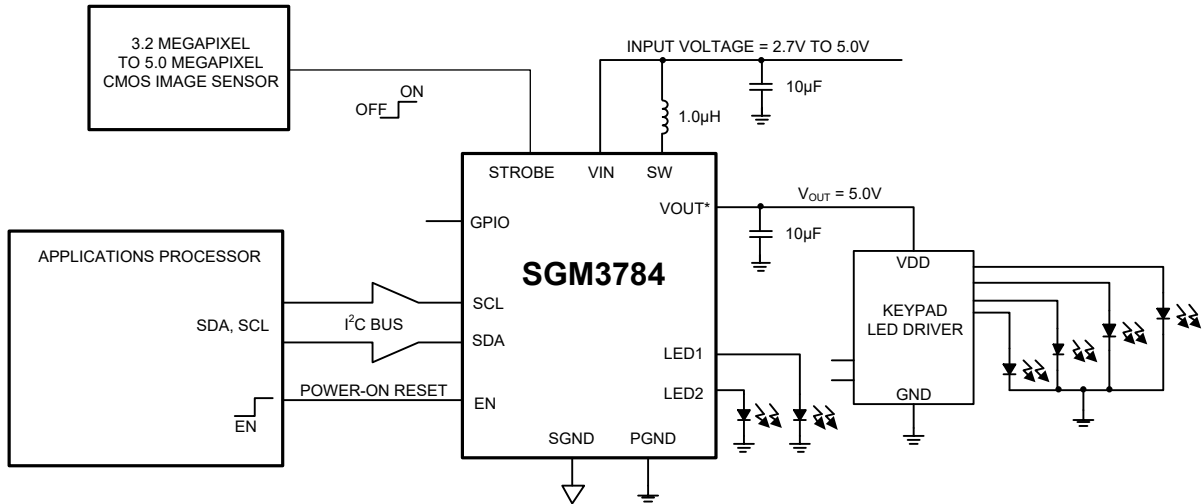 3.2 MEGAPIXEL
TO 5.0 MEGAPIXEL
CMOS IMAGE SENSOR
OFF
ON
INPUT VOLTAGE = 2.7V TO 5.0V
10µF
1.0µH
STROBE
VIN
SW
GPIO
VOUT*
VOUT = 5.0V
10µF
SGM3784
APPLICATIONS PROCESSOR
SDA, SCL
I²C BUS
SCL
SDA
POWER-ON RESET
EN
EN
LED1
LED2
SGND
PGND
VDD
KEYPAD
LED DRIVER
GND